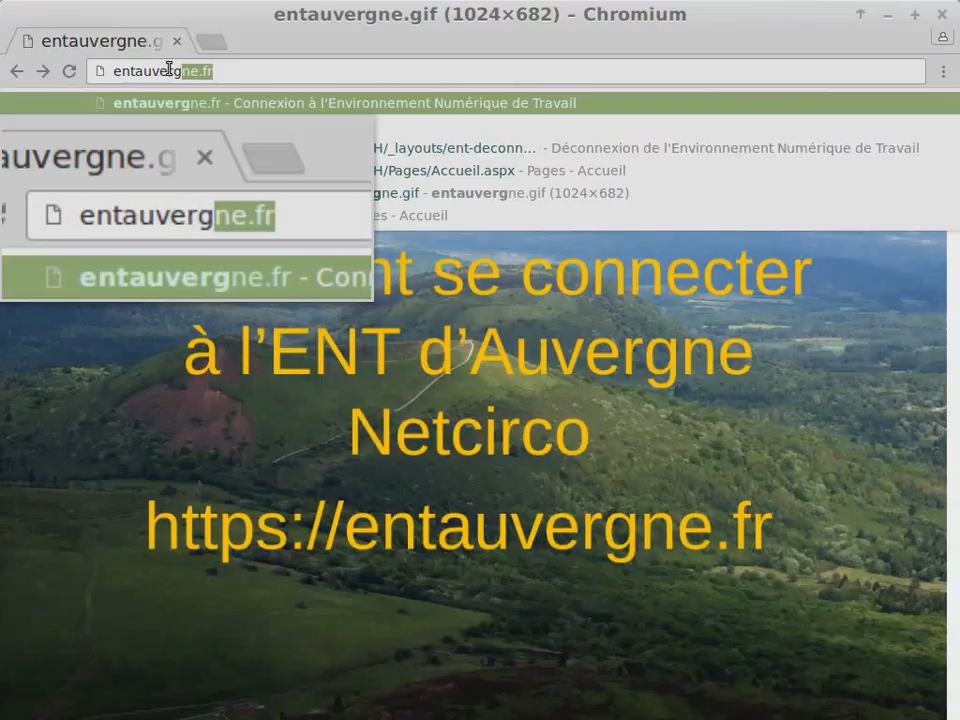 entauvergne.gif (1024×682) – Chromium
entauvergne.g
entauvergne.fr
entauvergne.fr - Connexion à l'Environnement Numérique de Travail
H/_layouts/ent-deconn... - Déconnexion de l'Environnement Numérique de Travail
H/Pages/Accueil.aspx - Pages - Accueil
gne.gif - entauvergne.gif (1024×682)
es - Accueil
auvergne.g
entauvergne.fr
entauvergne.fr - Con
nt se connecter
à l’ENT d’Auvergne
Netcirco
https://entauvergne.fr